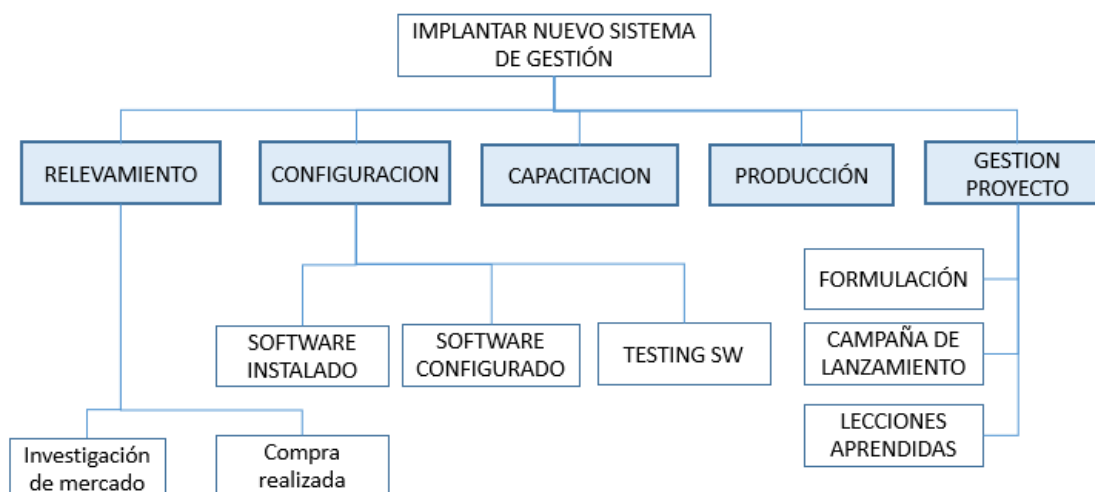 IMPLANTAR NUEVO SISTEMA
DE GESTIÓN
RELEVAMIENTO
CONFIGURACION
CAPACITACION
PRODUCCIÓN
GESTION
PROYECTO
FORMULACIÓN
SOFTWARE
INSTALADO
SOFTWARE
CONFIGURADO
TESTING SW
CAMPAÑA DE
LANZAMIENTO
LECCIONES
APRENDIDAS
Investigación
de mercado
Compra
realizada